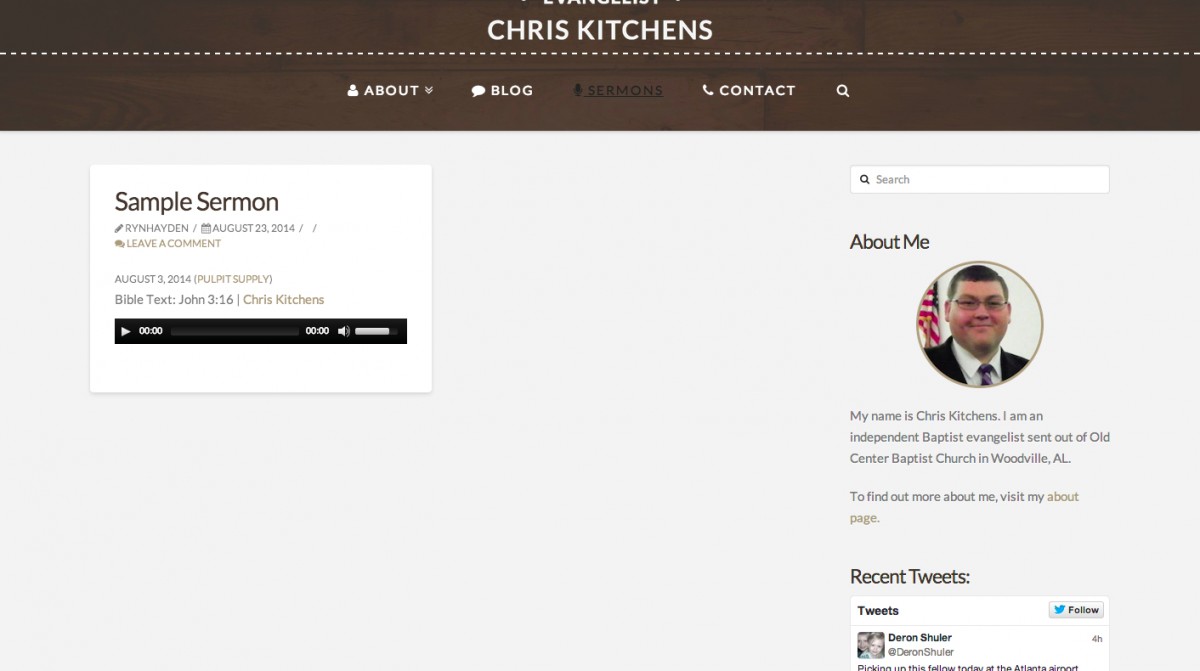 EVANGELIST
CHRIS KITCHENS
ABOUT
BLOG
SERMONS
CONTACT
Sample Sermon
RYNHAYDEN / AUGUST 23, 2014 / /
LEAVE A COMMENT
AUGUST 3, 2014 (PULPIT SUPPLY)
Bible Text: John 3:16 | Chris Kitchens
00:00 00:00
Search
About Me
My name is Chris Kitchens. I am an
independent Baptist evangelist sent out of Old
Center Baptist Church in Woodville, AL.
To find out more about me, visit my about
page.
Recent Tweets:
Tweets Follow
Deron Shuler 4h
@DeronShuler
Picking up this fellow today at the Atlanta airport